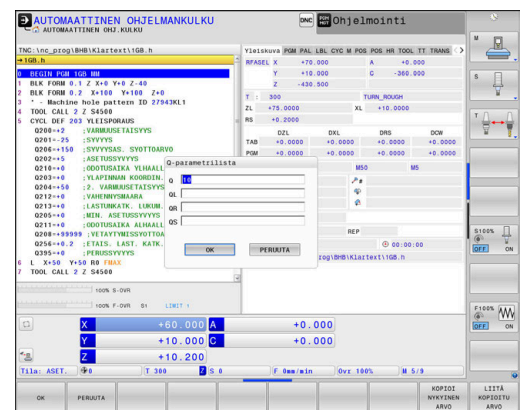 AUTOMAATTINEN OHJELMANKULKU
AUTOMAATTINEN OHJ.KULKU
DNC
Ohjelmointi
TNC:\nc_prog\BHB\Klartext\1GB.h
→1GB.h
0 BEGIN PGM 1GB MM
1 BLK FORM 0.1 Z X+0 Y+0 Z-40
2 BLK FORM 0.2 X+100 Y+100 Z+0
3 * - Machine hole pattern ID 27943KL1
4 TOOL CALL 2 Z S4500
5 CYCL DEF 203 YLEISPORAUS
Q200=+2 ;VARMUUSETAISYYS
Q201=-25 ;SYVYYS
Q206=+150 ;SYVYYSAS. SYOTTOARVO
Q202=+5 ;ASETUSSYVYYS
Q210=+0 ;ODOTUSAIKA YLHAALL
Q203=+0 ;YLAPINNAN KOORDIN.
Q204=+50 ;2. VARMUUSETAISYYS
Q212=+0 ;VAHENNYSMAARA
Q213=+0 ;LASTUNKATK. LUKUM.
Q205=+0 ;MIN. ASETUSSYVYYS
Q211=+0 ;ODOTUSAIKA ALHAALL
Q208=+99999 ;VETAYTYMISSYOTTOA
Q256=+0.2 ;ETAIS. LAST. KATK.
Q395=+0 ;PERUSSYVYYS
6 L X+50 Y+50 R0 FMAX
7 TOOL CALL 2 Z S4500
100% S-OVR
100% F-OVR S1 LIMIT 1
Yleiskuva PGM PAL LBL CYC M POS POS HR TOOL TT TRANS
RFASEL X +70.000 A +0.000
Y +10.000 C -360.000
Z -430.500
T : 300 TURN_ROUGH
ZL +75.0000 XL +10.0000
RS +0.2000
DZL DXL DRS DCW
TAB +0.0000 +0.0000 +0.0000 +0.0000
PGM +0.0000 +0.0000 +0.0000 +0.0000
M50 M5
REP
00:00:00
rog\BHB\Klartext\1GB.h
Q-parametrilista
Q 10
QL
QR
QS
OK PERUUTA
X +60.000 A +0.000
Y +10.000 C +0.000
Z +10.200
Tila: ASET. 0 T 300 Z S 0 F 0mm/min Ovr 100% M 5/9
M
S
T
S100%
OFF ON
F100%
OFF ON
OK
PERUUTA
KOPIOI NYKYINEN ARVO
LIITÄ KOPIOITU ARVO